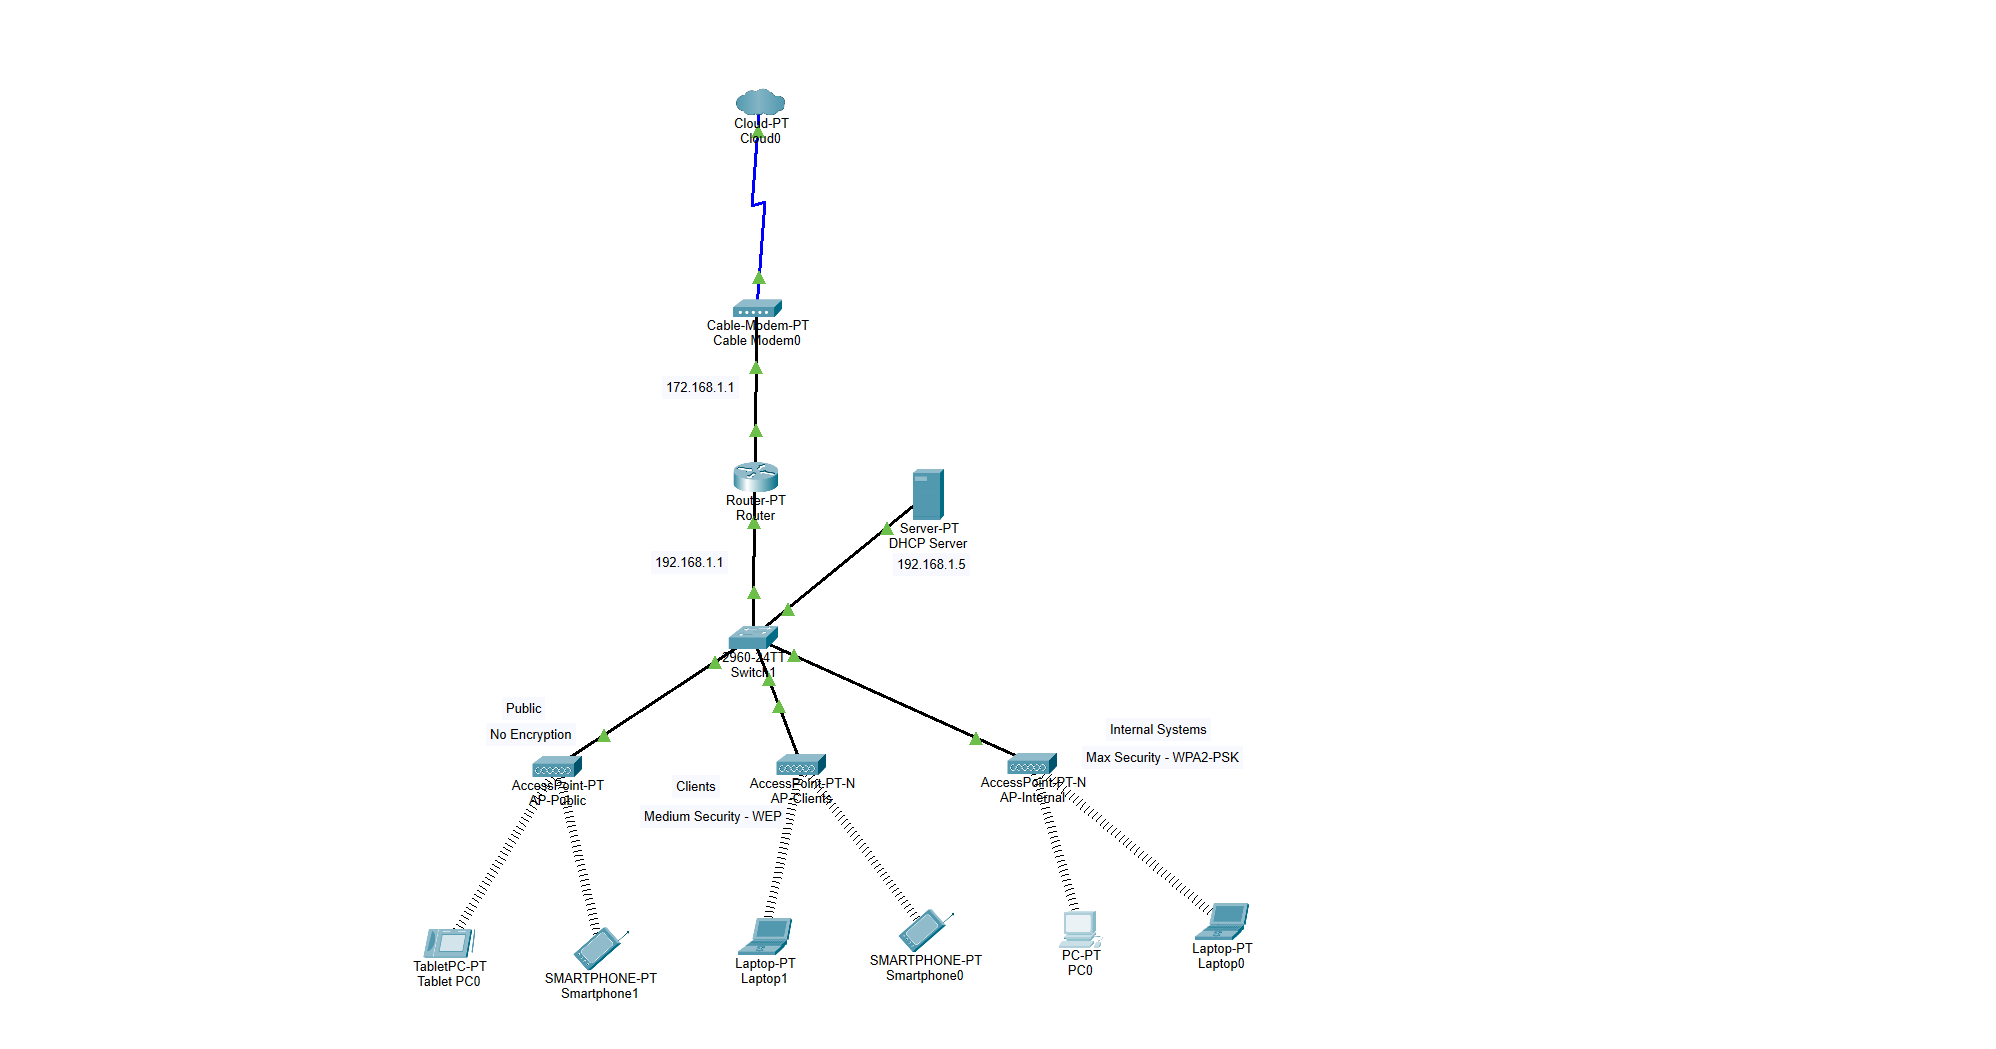 Cloud-PT
Cloud0
Cable-Modem-PT
Cable Modem0
172.168.1.1
Router-PT
Router
Server-PT
DHCP Server
192.168.1.5
192.168.1.1
2960-24TT
Switch1
Public
No Encryption
AccessPoint-PT
AP-Public
Clients
Medium Security - WEP
AccessPoint-PT-N
AP-Clients
Internal Systems
Max Security - WPA2-PSK
AccessPoint-PT-N
AP-Internal
TabletPC-PT
Tablet PC0
SMARTPHONE-PT
Smartphone1
Laptop-PT
Laptop1
SMARTPHONE-PT
Smartphone0
PC-PT
PC0
Laptop-PT
Laptop0